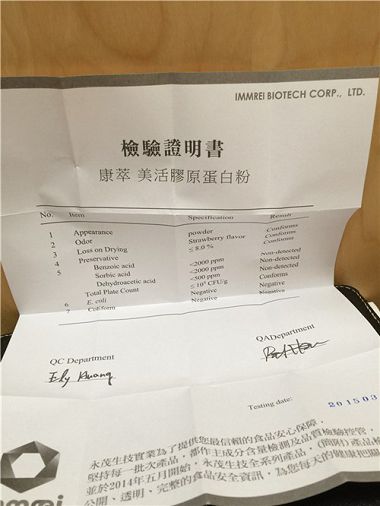 IMMREI BIOTECH CORP., LTD.
檢驗證明書
康萃 美活膠原蛋白粉
No. Item Specification Result
1 Appearance powder Conforms
2 Odor Strawberry flavor Conforms
3 Loss on Drying ≤ 8.0 % Conforms
4 Preservative
Benzoic acid <2000 ppm Non-detected
Sorbic acid <2000 ppm Non-detected
Dehydroacetic acid <500 ppm Non-detected
5 Total Plate Count ≤ 10³ CFU/g Conforms
6 E. coli Negative Negative
7 Coliform Negative Negative
QC Department QADepartment
Testing date: 201503
永茂生技實業為了提供您最信賴的食品安心保障，
堅持每一批次產品，都作主成分含量檢測及品質檢驗控管，
並於2014年五月開始，永茂生技全系列產品，
公開、透明、完整的食品安全資訊，為您每天的健康把關